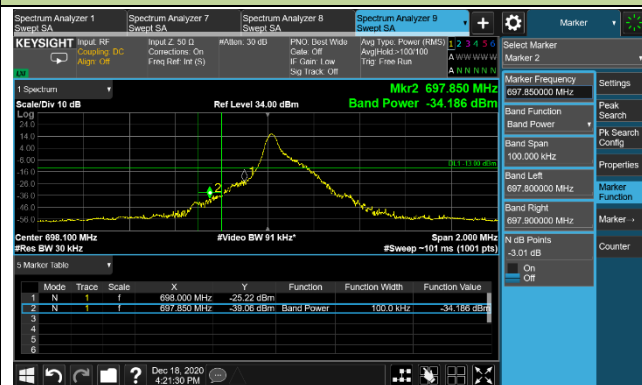 Spectrum Analyzer 1
Swept SA
Spectrum Analyzer 7
Swept SA
Spectrum Analyzer 8
Swept SA
Spectrum Analyzer 9
Swept SA
Marker
KEYSIGHT
Input: RF
Coupling: DC
Align: Off
Input Z: 50 Ω
Corrections: On
Freq Ref: Int (S)
#Atten: 30 dB
PNO: Best Wide
Gate: Off
IF Gain: Low
Sig Track: Off
Avg Type: Power (RMS)
Avg|Hold:>100/100
Trig: Free Run
1 2 3 4 5 6
A W W W W W
A N N N N N
LNI
1 Spectrum
Scale/Div 10 dB
Log
Ref Level 34.00 dBm
Mkr2 697.850 MHz
Band Power -34.186 dBm
24.0
14.0
4.00
-6.00
-16.0
-26.0
-36.0
-46.0
-56.0
DL1 -13.00 dBm
1
2
Center 698.100 MHz
#Res BW 30 kHz
#Video BW 91 kHz*
Span 2.000 MHz
#Sweep ~101 ms (1001 pts)
5 Marker Table
Mode Trace Scale X Y Function Function Width Function Value
1 N 1 f 698.000 MHz -25.22 dBm
2 N 1 f 697.850 MHz -39.06 dBm Band Power 100.0 kHz -34.186 dBm
3
4
5
6
Dec 18, 2020
4:21:30 PM
Select Marker
Marker 2
Marker Frequency
697.850000 MHz
Band Function
Band Power
Band Span
100.000 kHz
Band Left
697.800000 MHz
Band Right
697.900000 MHz
N dB Points
-3.01 dB
On
Off
Settings
Peak
Search
Pk Search
Config
Properties
Marker
Function
Marker→
Counter